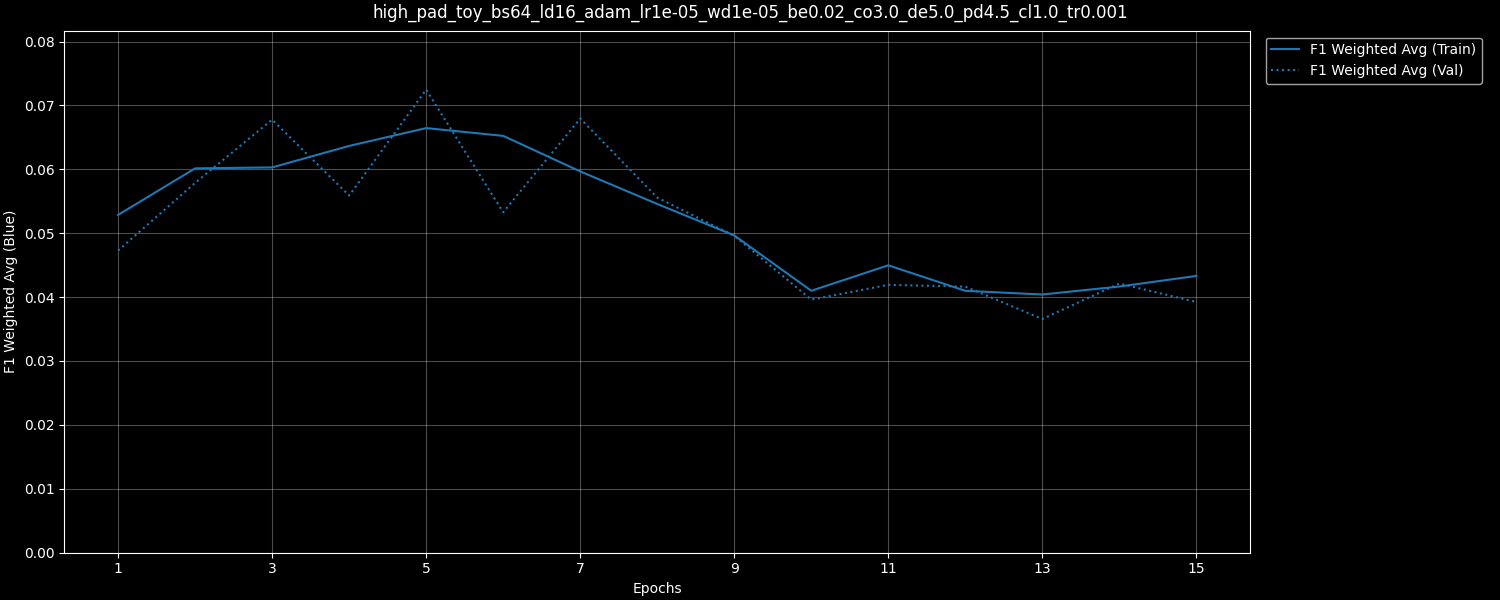 high_pad_toy_bs64_ld16_adam_lr1e-05_wd1e-05_be0.02_co3.0_de5.0_pd4.5_cl1.0_tr0.001
F1 Weighted Avg (Train)
F1 Weighted Avg (Val)
F1 Weighted Avg (Blue)
0.08
0.07
0.06
0.05
0.04
0.03
0.02
0.01
0.00
1 3 5 7 9 11 13 15
Epochs